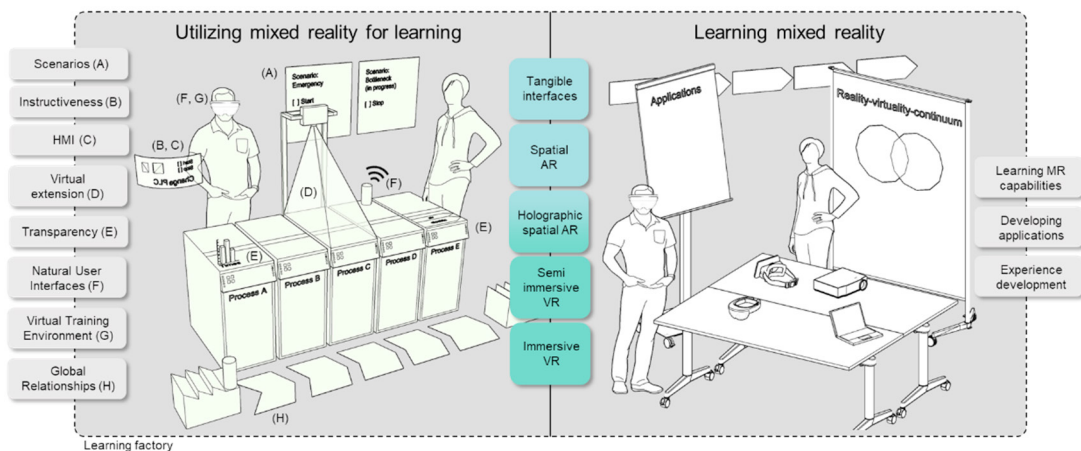 Utilizing mixed reality for learning
Learning mixed reality
Scenarios (A)
Instructiveness (B)
HMI (C)
Virtual
extension (D)
Transparency (E)
Natural User
Interfaces (F)
Virtual Training
Environment (G)
Global
Relationships (H)
(A)
Scenario:
Emergency
[ ] Start
Scenario:
Bottleneck
(in progress)
[ ] Stop
(F, G)
(B, C)
Change PLC
(D)
(F)
(E)
(E)
Process A
Process B
Process C
Process D
Process E
(H)
Tangible
interfaces
Spatial
AR
Holographic
spatial AR
Semi
immersive
VR
Immersive
VR
Applications
Reality-virtuality-continuum
Learning MR
capabilities
Developing
applications
Experience
development
Learning factory